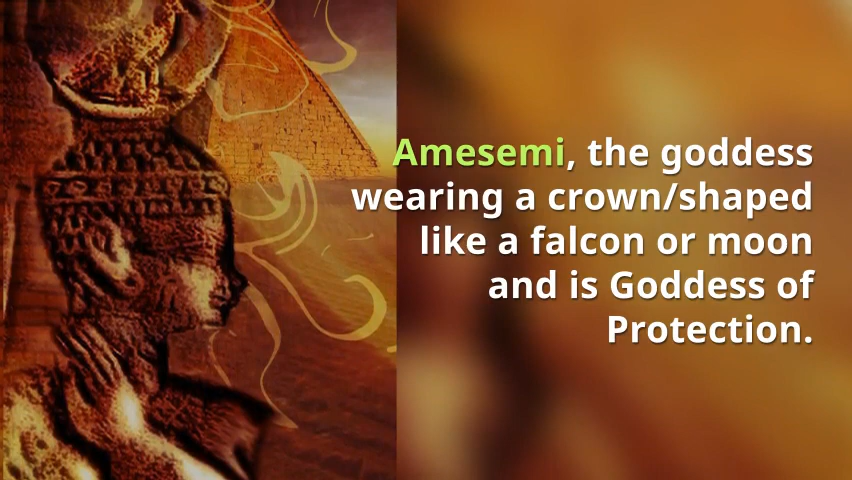 Amesemi, the goddess
wearing a crown/shaped
like a falcon or moon
and is Goddess of
Protection.